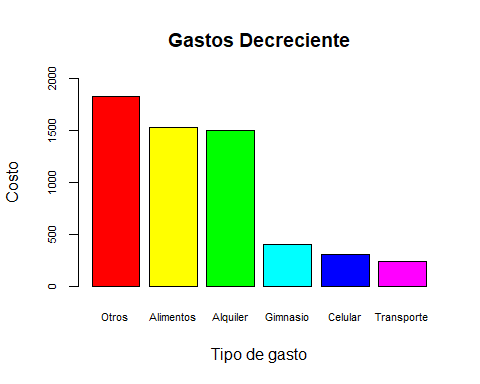 Gastos Decreciente
Costo
2000
1500
1000
500
0
Otros Alimentos Alquiler Gimnasio Celular Transporte
Tipo de gasto